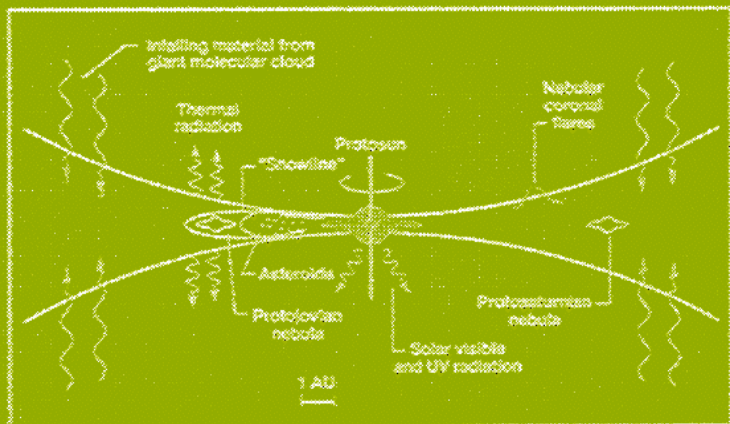 Infalling material from
giant molecular cloud
Thermal
radiation
Nebular
coronal
flares
Protosun
"Snowline"
Asteroids
Protojovian
nebula
Protosaturnian
nebula
Solar visible
and UV radiation
1 AU